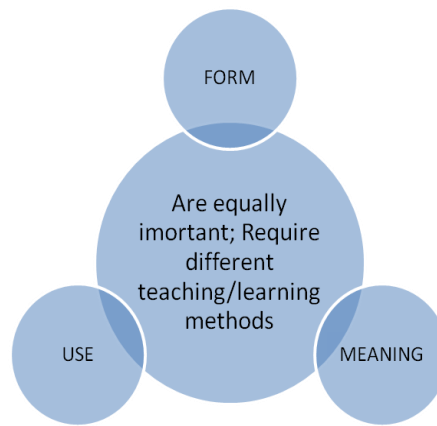 FORM
Are equally
imortant; Require
different
teaching/learning
methods
USE
MEANING